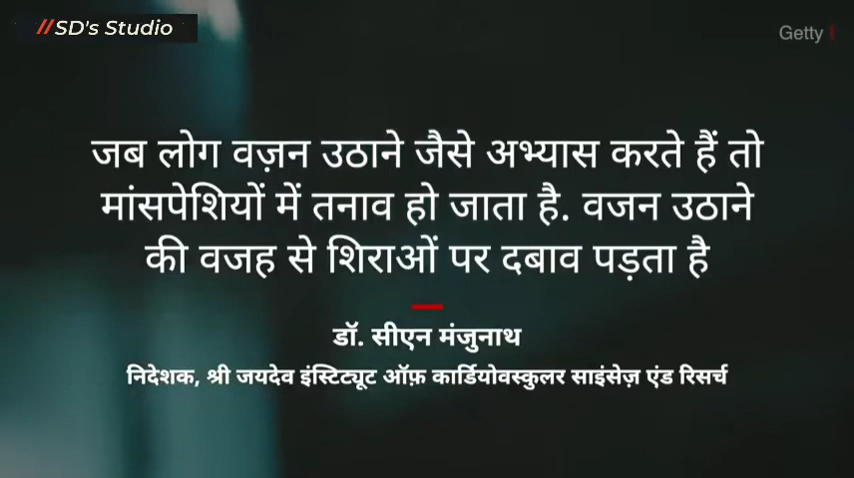 //SD's Studio
Getty
जब लोग वज़न उठाने जैसे अभ्यास करते हैं तो
मांसपेशियों में तनाव हो जाता है. वजन उठाने
की वजह से शिराओं पर दबाव पड़ता है
डॉ. सीएन मंजुनाथ
निदेशक, श्री जयदेव इंस्टिट्यूट ऑफ़ कार्डियोवस्कुलर साइंसेज़ एंड रिसर्च